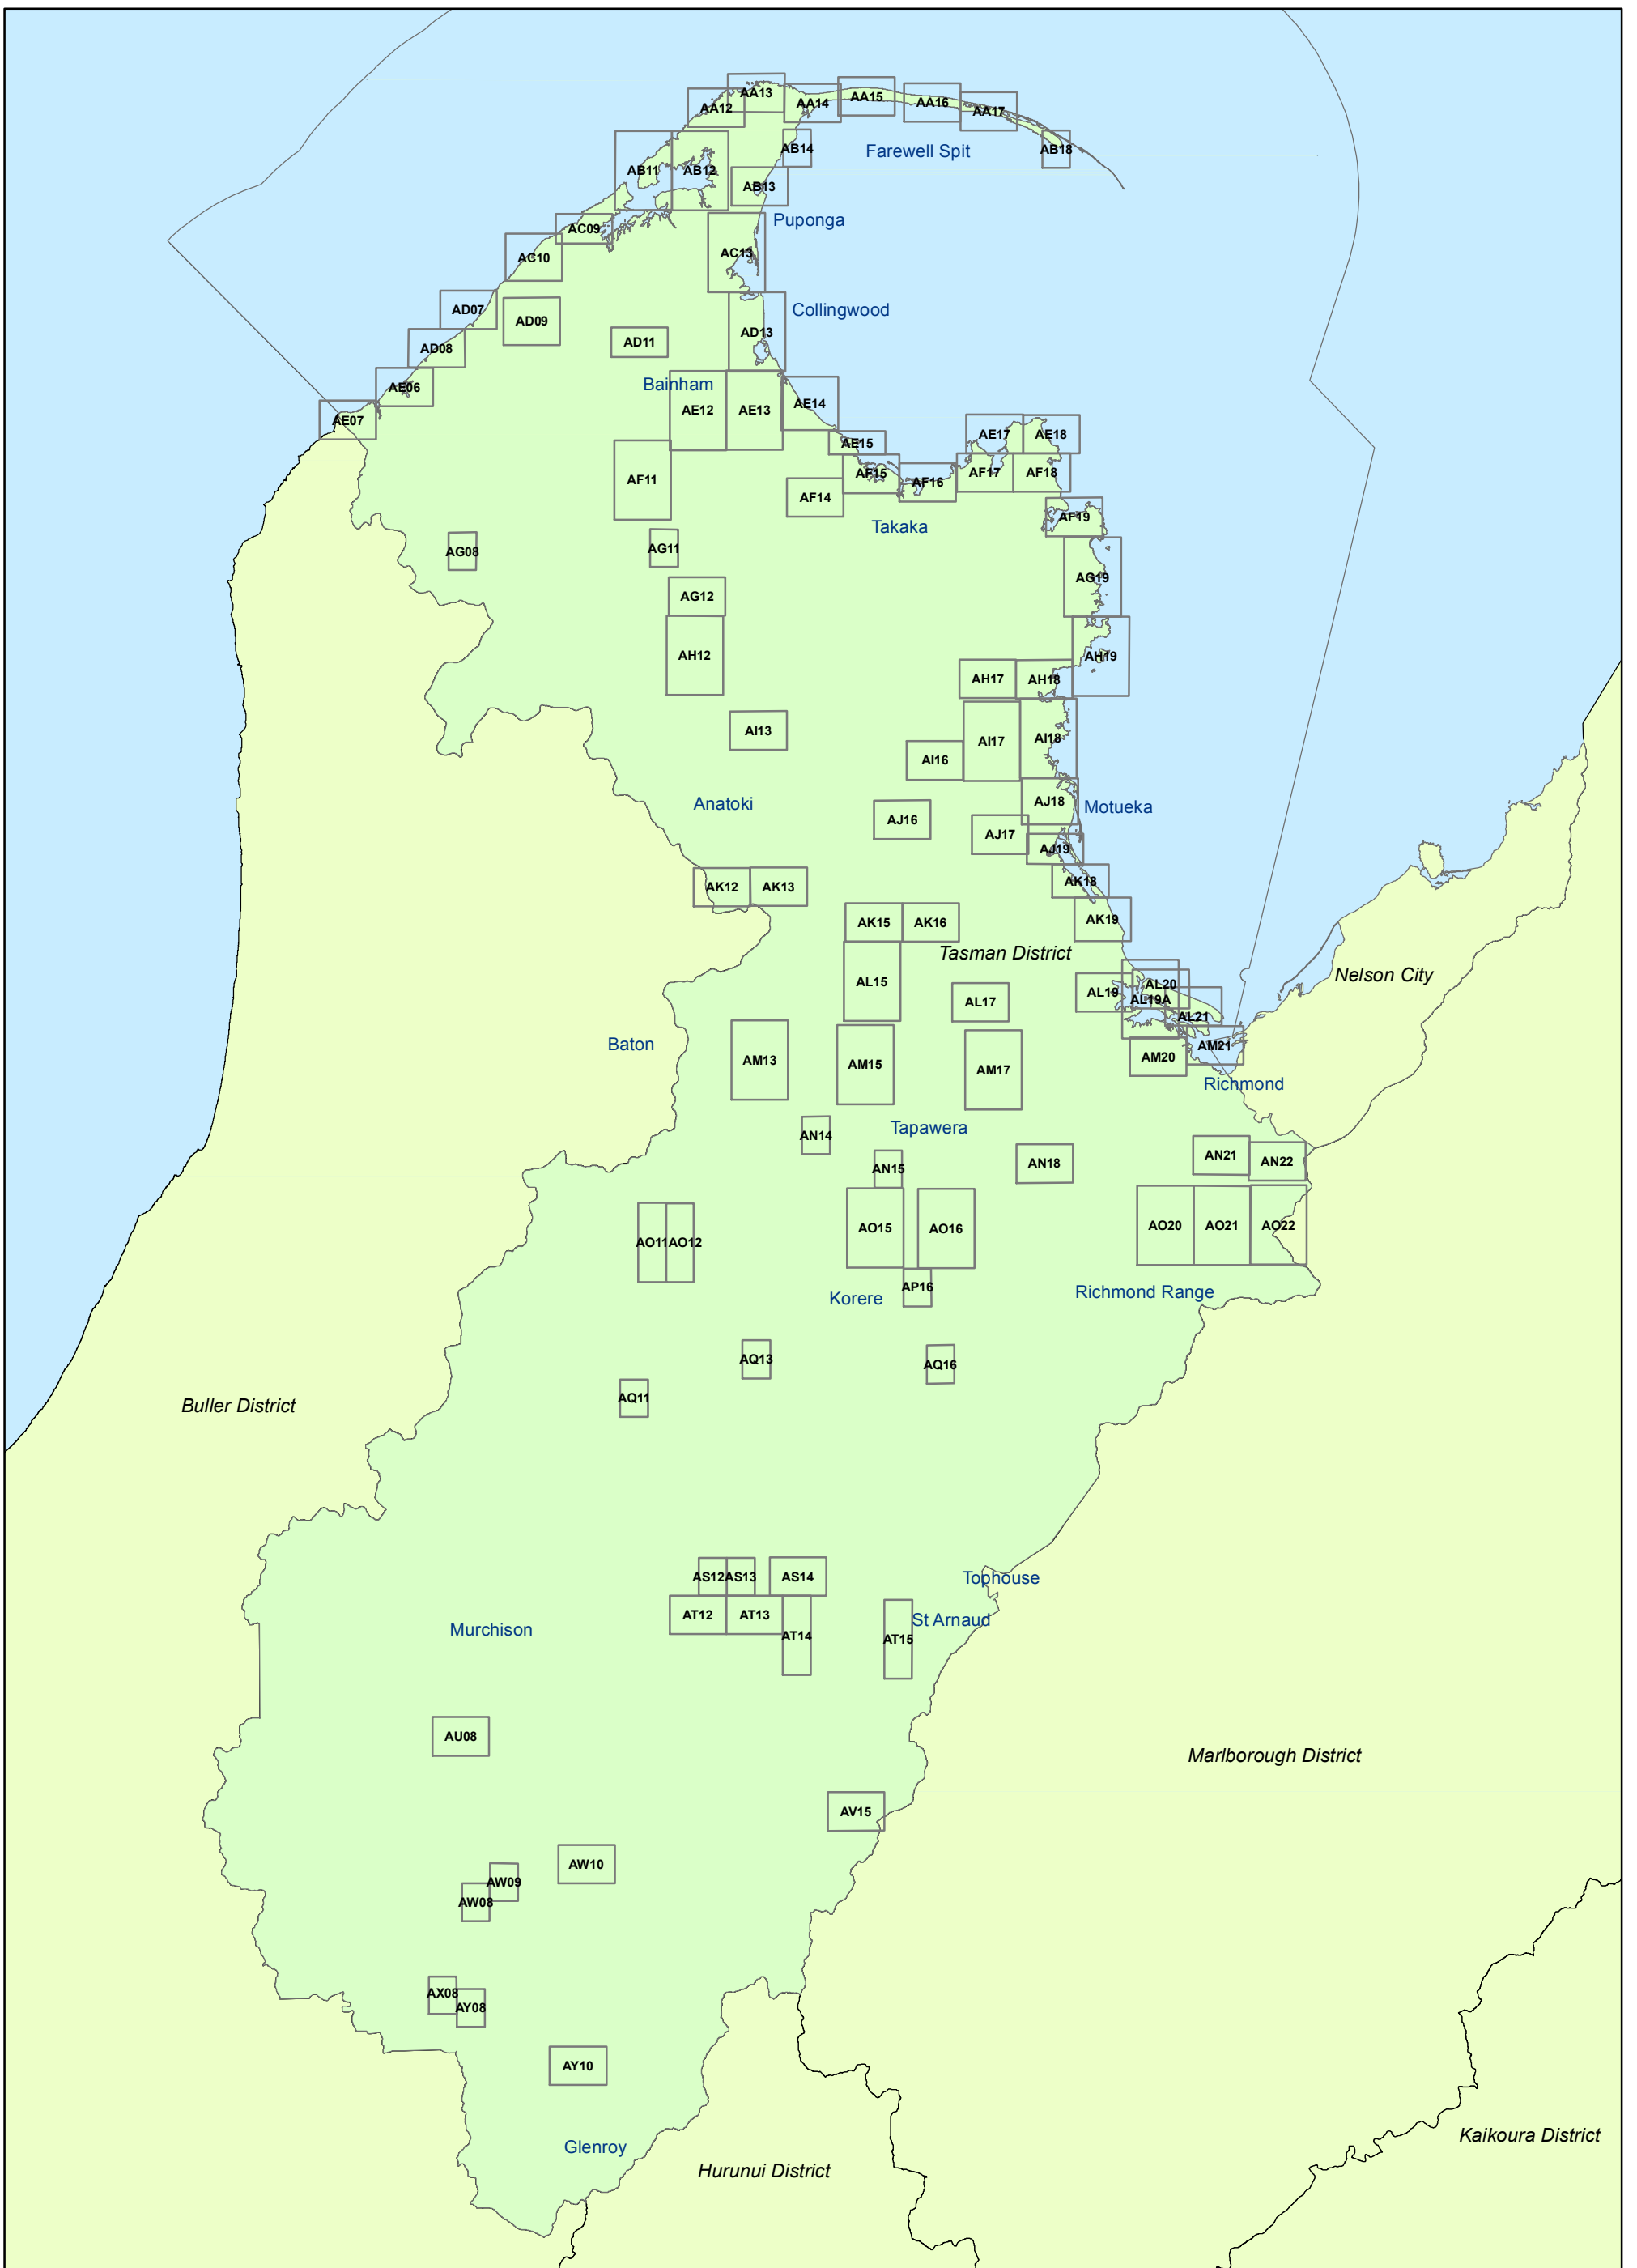 AA13
AA12
AA14
AA15
AA16
AA17
AB14
Farewell Spit
AB18
AB11
AB12
AB13
Puponga
AC09
AC10
AC13
Collingwood
AD07
AD09
AD13
AD11
AD08
Bainham
AE06
AE12
AE13
AE14
AE07
AE15
AE17
AE18
AF15
AF17
AF18
AF11
AF16
AF14
AF19
Takaka
AG08
AG11
AG19
AG12
AH12
AH19
AH17
AH18
AI13
AI17
AI18
AI16
Anatoki
AJ18
Motueka
AJ16
AJ17
AJ19
AK18
AK12
AK13
AK15
AK16
AK19
Tasman District
Nelson City
AL15
AL19
AL20
AL19A
AL17
AL21
Baton
AM21
AM13
AM15
AM17
AM20
Richmond
Tapawera
AN14
AN15
AN18
AN21
AN22
AO15
AO16
AO20
AO21
AO22
AO11
AO12
AP16
Korere
Richmond Range
AQ13
AQ16
AQ11
Buller District
AS12
AS13
AS14
Tophouse
AT12
AT13
St Arnaud
Murchison
AT14
AT15
AU08
Marlborough District
AV15
AW10
AW09
AW08
AX08
AY08
AY10
Kaikoura District
Glenroy
Hurunui District